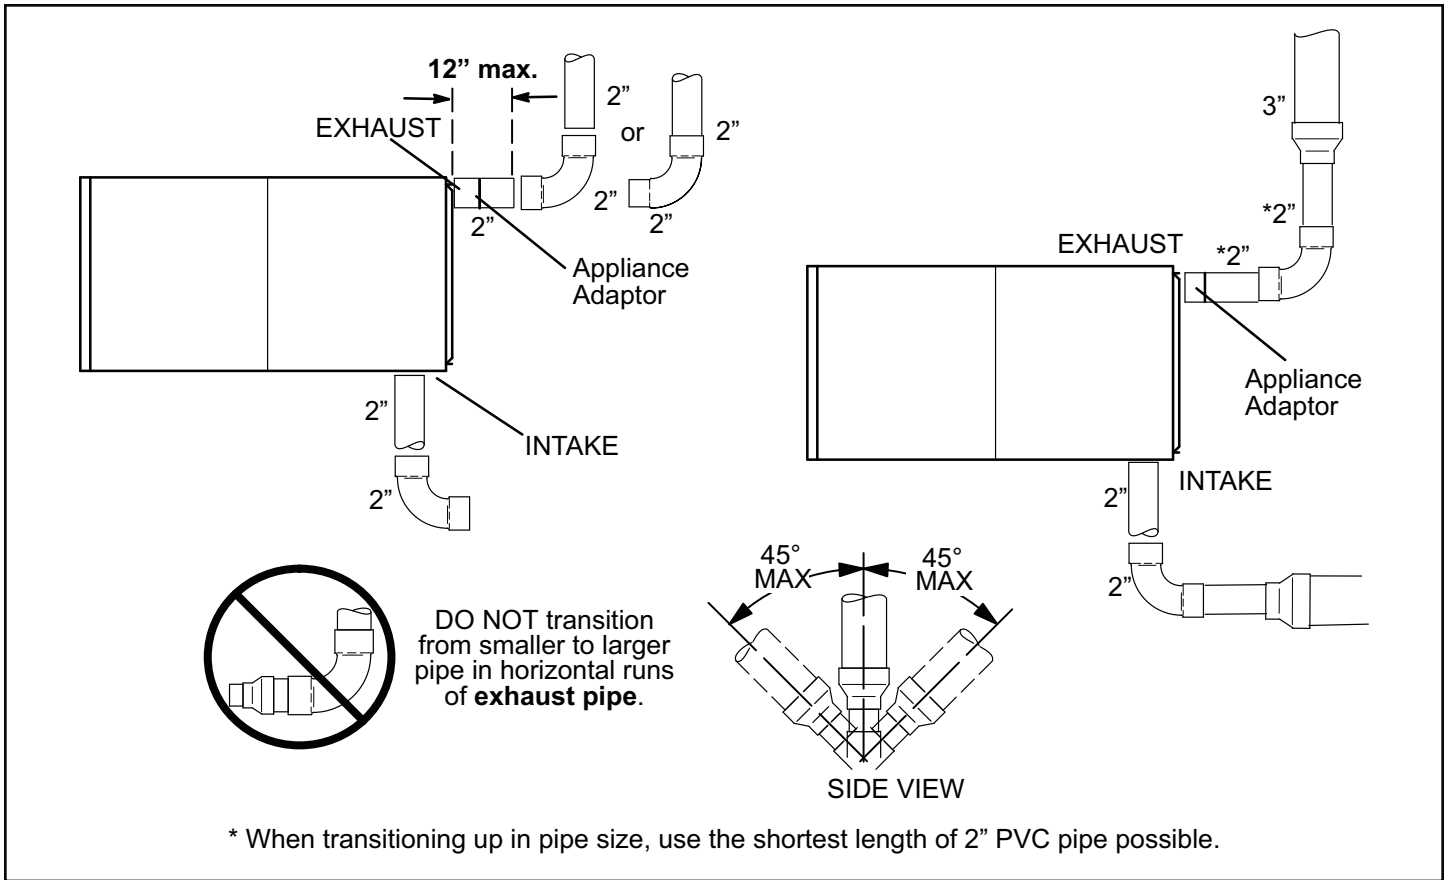 12” max.
EXHAUST
2”
or
2”
2”
2”
2”
Appliance
Adaptor
2”
INTAKE
2”
3”
*2”
EXHAUST
*2”
Appliance
Adaptor
INTAKE
2”
2”
DO NOT transition
from smaller to larger
pipe in horizontal runs
of exhaust pipe.
45°
MAX
45°
MAX
SIDE VIEW
* When transitioning up in pipe size, use the shortest length of 2” PVC pipe possible.